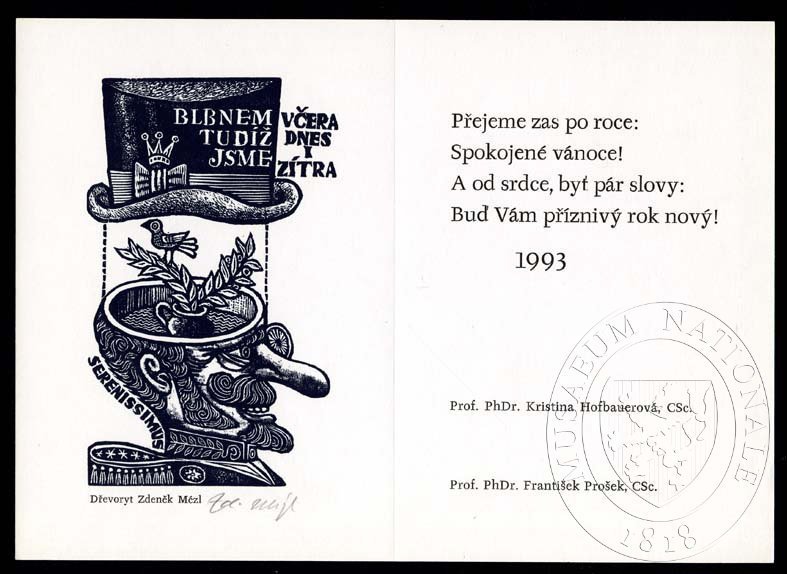 BLBNEM
TUDÍŽ
JSME
VČERA
DNES
I
ZÍTRA
SERENISSIMUS
Dřevoryt Zdeněk Mézl
Přejeme zas po roce:
Spokojené vánoce!
A od srdce, byť pár slovy:
Buď Vám příznivý rok nový!
1993
Prof. PhDr. Kristina Hofbauerová, CSc.
Prof. PhDr. František Prošek, CSc.
MUSAEUM NATIONALE
1818